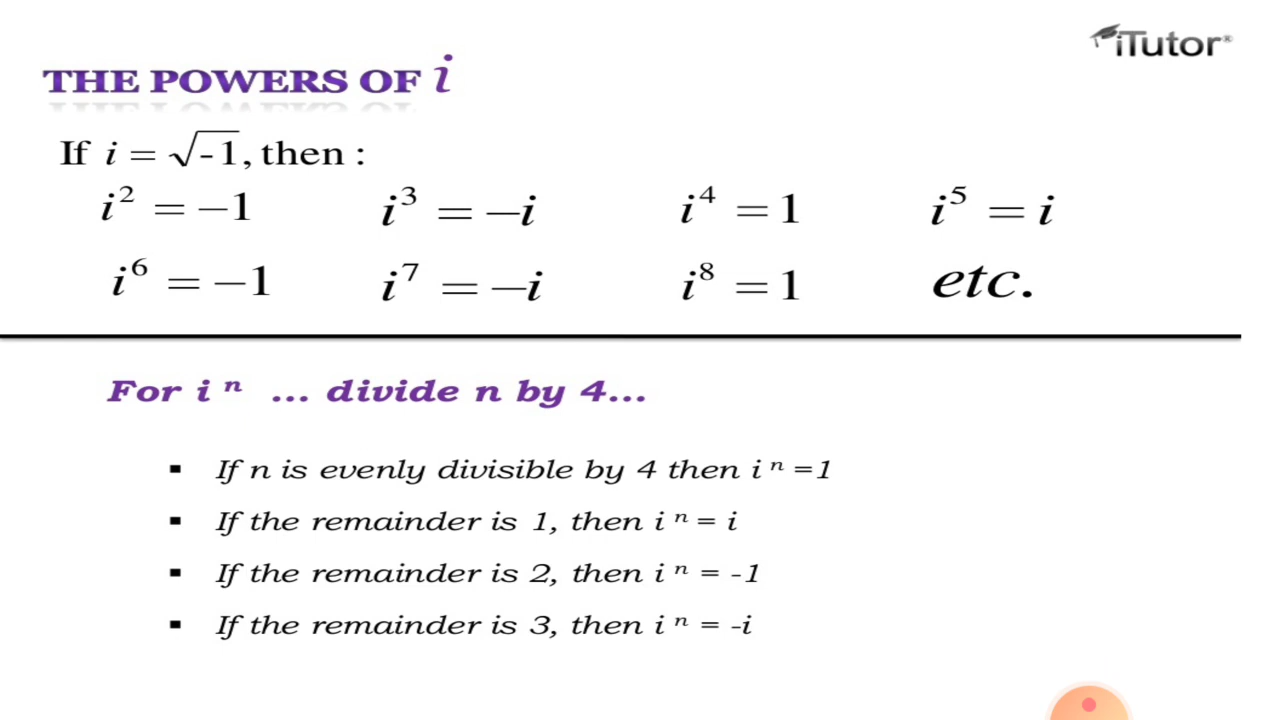 iTutor®
THE POWERS OF i
If i = √-1, then :
i² = −1 i³ = −i i⁴ = 1 i⁵ = i
i⁶ = −1 i⁷ = −i i⁸ = 1 etc.
For i ⁿ ... divide n by 4...
▪ If n is evenly divisible by 4 then i ⁿ =1
▪ If the remainder is 1, then i ⁿ = i
▪ If the remainder is 2, then i ⁿ = -1
▪ If the remainder is 3, then i ⁿ = -i